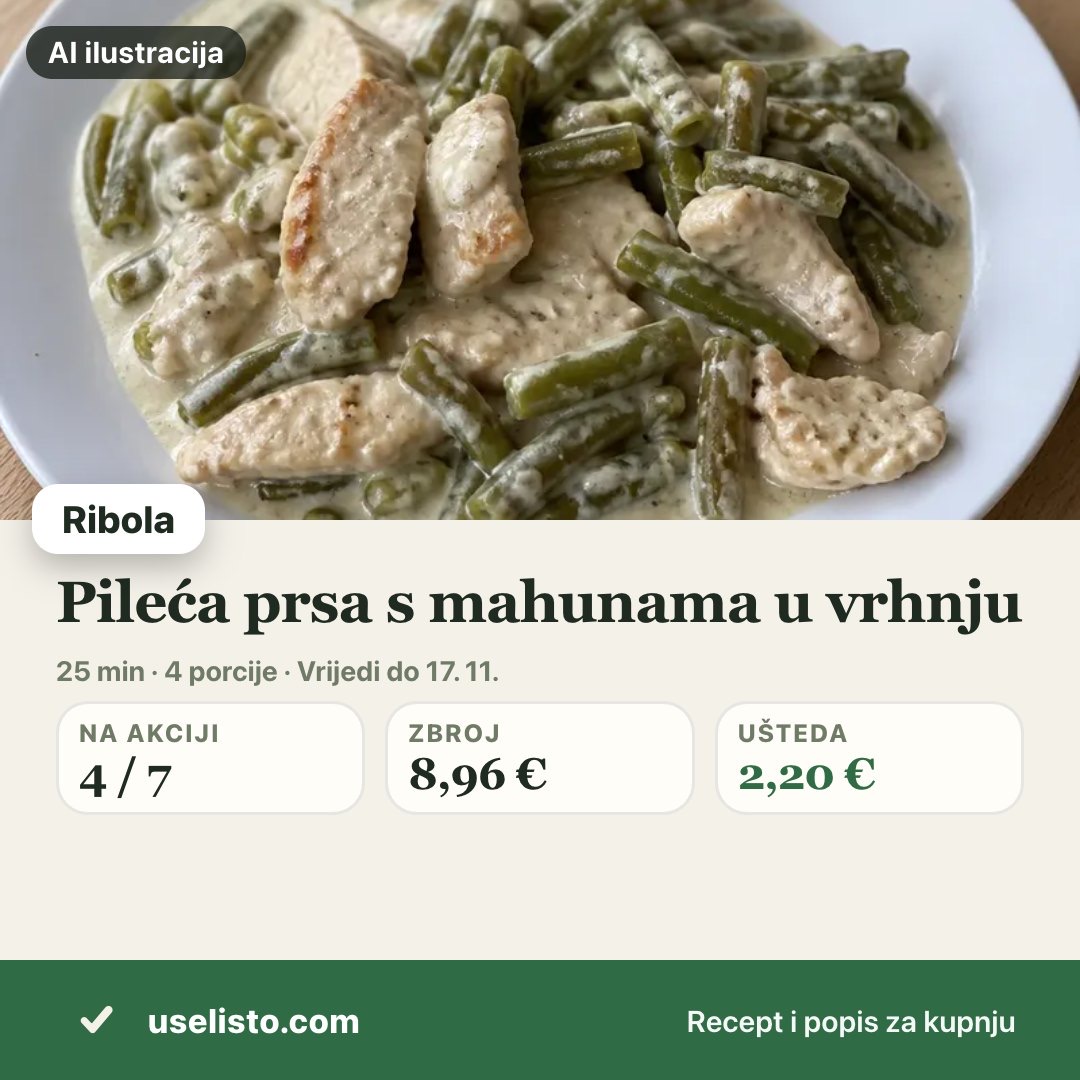 AI ilustracija
Ribola
Pileća prsa s mahunama u vrhnju
25 min · 4 porcije · Vrijedi do 17. 11.
NA AKCIJI
4 / 7
ZBROJ
8,96 €
UŠTEDA
2,20 €
uselisto.com
Recept i popis za kupnju